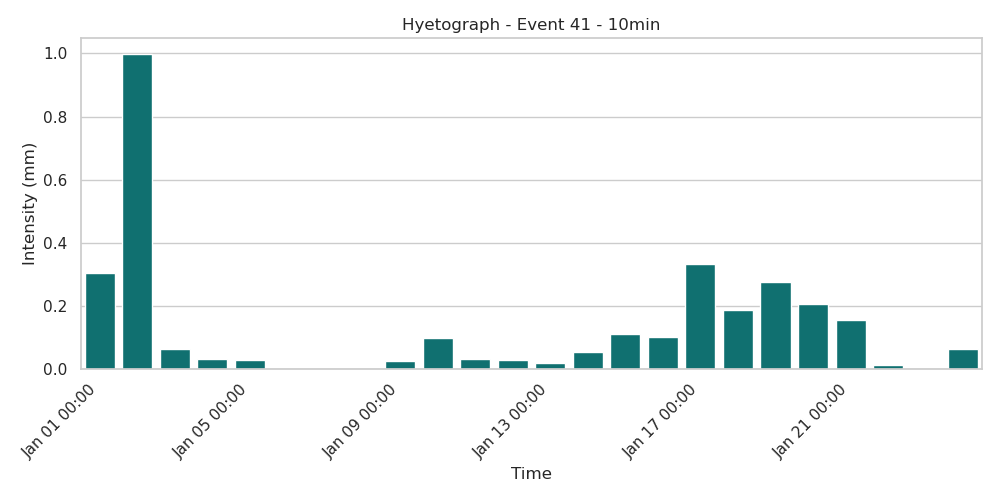 Hyetograph - Event 41 - 10min
Intensity (mm)
1.0
0.8
0.6
0.4
0.2
0.0
Jan 01 00:00
Jan 05 00:00
Jan 09 00:00
Jan 13 00:00
Jan 17 00:00
Jan 21 00:00
Time